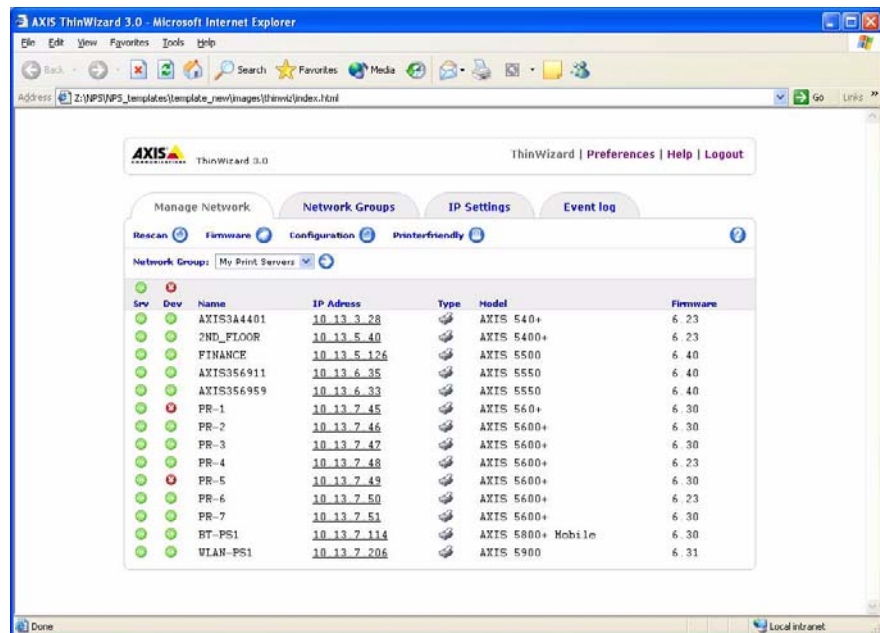 AXIS ThinWizard 3.0 - Microsoft Internet Explorer
File Edit View Favorites Tools Help
Back Search Favorites Media
Address Z:\NPS\NPS_templates\template_new\images\thinwiz\index.html Go Links »
AXIS COMMUNICATIONS ThinWizard 3.0 ThinWizard | Preferences | Help | Logout
Manage Network Network Groups IP Settings Event log
Rescan Firmware Configuration Printerfriendly ?
Network Group: My Print Servers
Srv Dev Name IP Adress Type Model Firmware
AXIS3A4401 10.13.3.28 AXIS 540+ 6.23
2ND_FLOOR 10.13.5.40 AXIS 5400+ 6.23
FINANCE 10.13.5.126 AXIS 5500 6.40
AXIS356911 10.13.6.35 AXIS 5550 6.40
AXIS356959 10.13.6.33 AXIS 5550 6.40
PR-1 10.13.7.45 AXIS 560+ 6.30
PR-2 10.13.7.46 AXIS 5600+ 6.30
PR-3 10.13.7.47 AXIS 5600+ 6.30
PR-4 10.13.7.48 AXIS 5600+ 6.23
PR-5 10.13.7.49 AXIS 5600+ 6.30
PR-6 10.13.7.50 AXIS 5600+ 6.23
PR-7 10.13.7.51 AXIS 5600+ 6.30
BT-PS1 10.13.7.114 AXIS 5800+ Mobile 6.30
WLAN-PS1 10.13.7.206 AXIS 5900 6.31
Done Local intranet